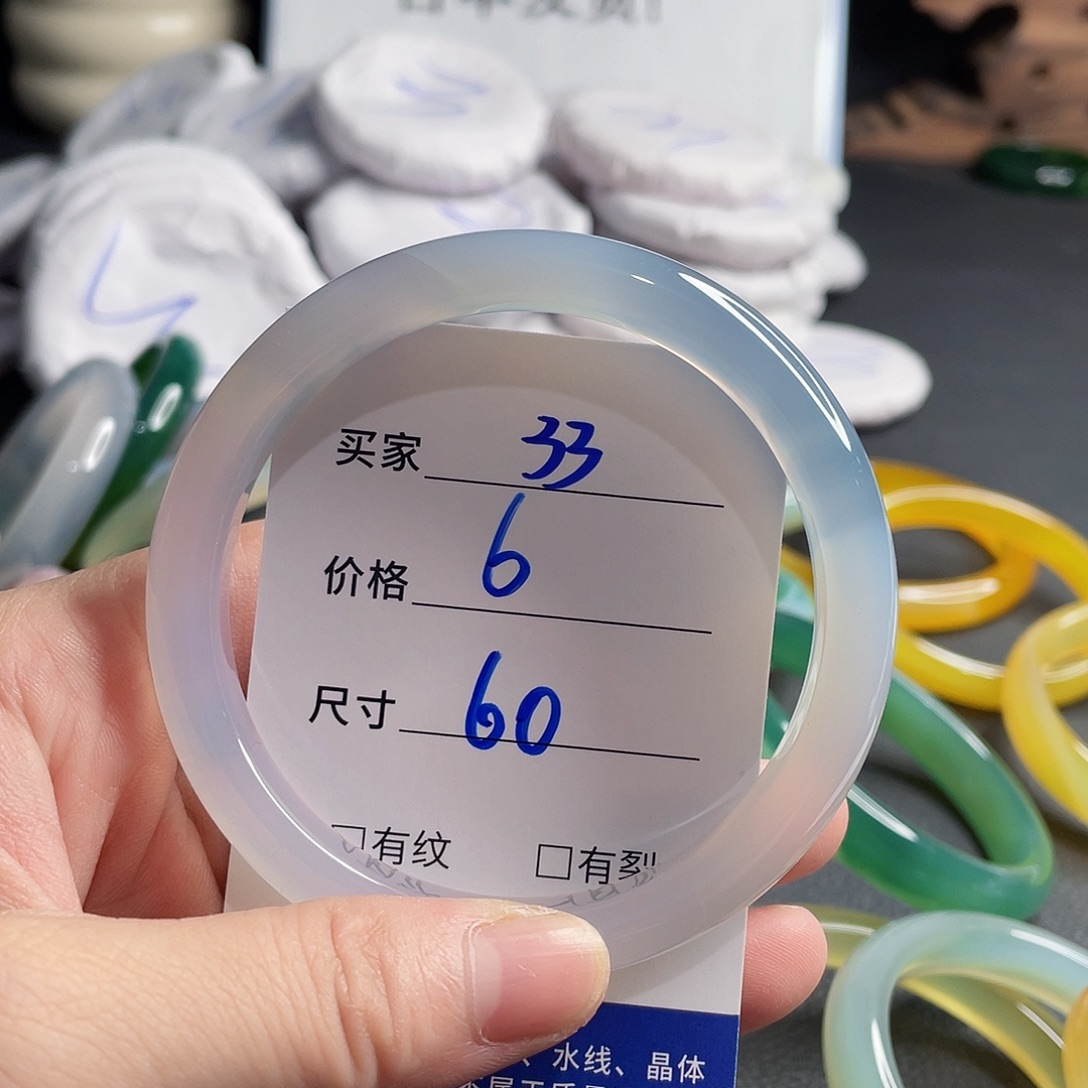 买家 33
价格 6
尺寸 60
□有纹 □有裂
、水线、晶体